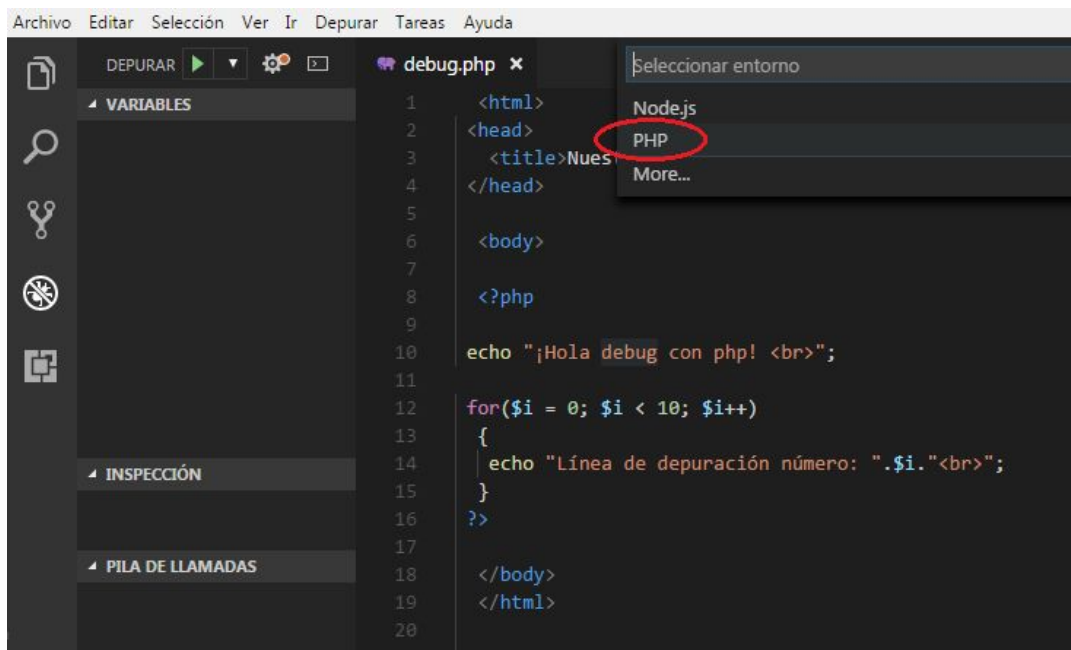 Archivo Editar Selección Ver Ir Depurar Tareas Ayuda
DEPURAR
debug.php ×
Seleccionar entorno
Node.js
PHP
More...
VARIABLES
INSPECCIÓN
PILA DE LLAMADAS
1 <html>
2 <head>
3 <title>Nues
4 </head>
5
6 <body>
7
8 <?php
9
10 echo "¡Hola debug con php! <br>";
11
12 for($i = 0; $i < 10; $i++)
13 {
14 echo "Línea de depuración número: ".$i."<br>";
15 }
16 ?>
17
18 </body>
19 </html>
20